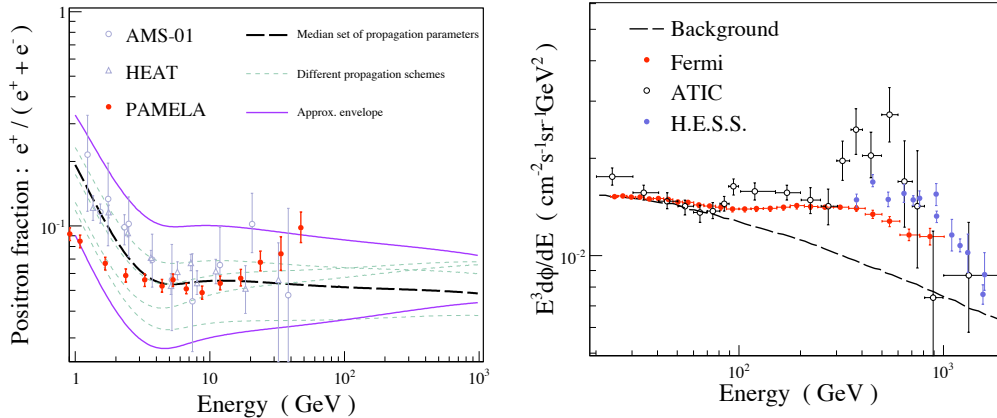 AMS-01
HEAT
PAMELA
Median set of propagation parameters
Different propagation schemes
Approx. envelope
Positron fraction : e⁺ / ( e⁺ + e⁻ )
10⁻¹
1
1 10 10² 10³
Energy ( GeV )
Background
Fermi
ATIC
H.E.S.S.
E³dϕ/dE ( cm⁻²s⁻¹sr⁻¹GeV² )
10⁻²
10² 10³
Energy ( GeV )